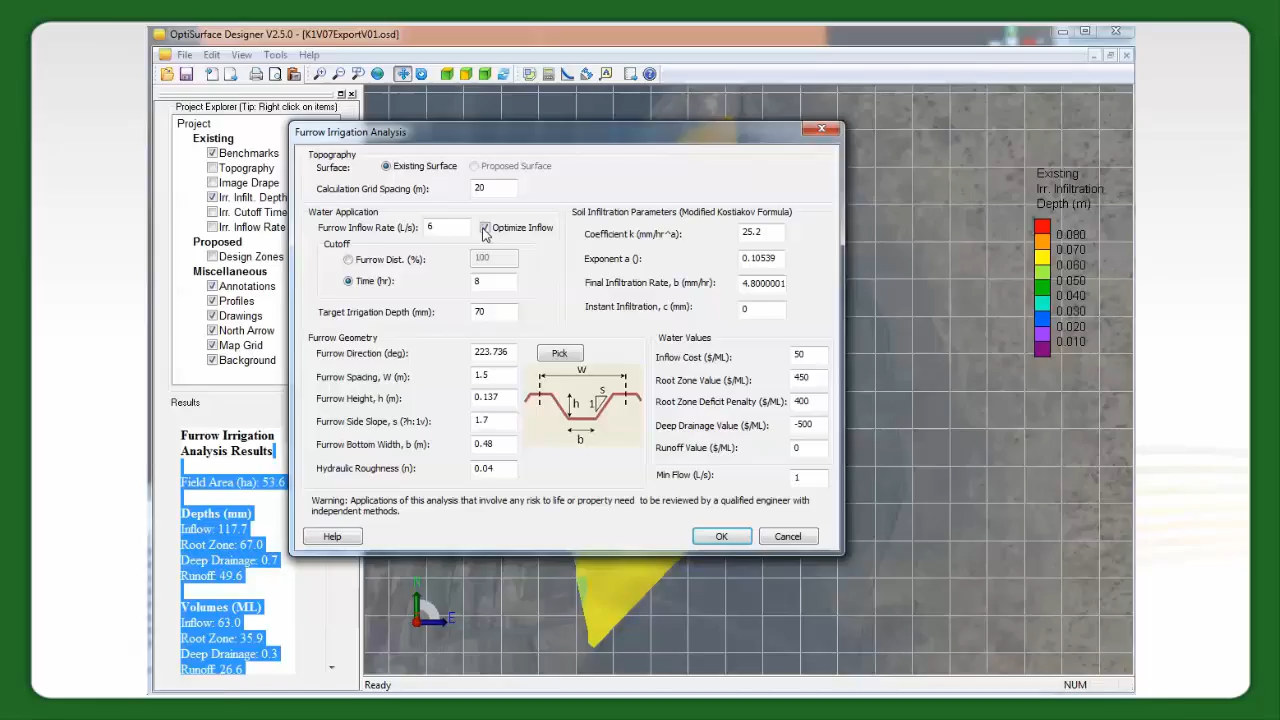 OptiSurface Designer V2.5.0 - [K1V07ExportV01.osd]
File Edit View Tools Help
Project Explorer (Tip: Right click on items)
Project
Existing
Benchmarks
Topography
Image Drape
Irr. Infilt. Depth
Irr. Cutoff Time
Irr. Inflow Rate
Proposed
Design Zones
Miscellaneous
Annotations
Profiles
Drawings
North Arrow
Map Grid
Background
Results
Furrow Irrigation
Analysis Results
Field Area (ha): 53.6
Depths (mm)
Inflow: 117.7
Root Zone: 67.0
Deep Drainage: 0.7
Runoff: 49.6
Volumes (ML)
Inflow: 63.0
Root Zone: 35.9
Deep Drainage: 0.3
Runoff: 26.6
Furrow Irrigation Analysis
Topography
Surface: Existing Surface Proposed Surface
Calculation Grid Spacing (m): 20
Water Application
Furrow Inflow Rate (L/s): 6 Optimize Inflow
Cutoff
Furrow Dist. (%): 100
Time (hr): 8
Target Irrigation Depth (mm): 70
Soil Infiltration Parameters (Modified Kostiakov Formula)
Coefficient k (mm/hr^a): 25.2
Exponent a (): 0.10539
Final Infiltration Rate, b (mm/hr): 4.8000001
Instant Infiltration, c (mm): 0
Furrow Geometry
Furrow Direction (deg): 223.736 Pick
Furrow Spacing, W (m): 1.5
Furrow Height, h (m): 0.137
Furrow Side Slope, s (?h:1v): 1.7
Furrow Bottom Width, b (m): 0.48
Hydraulic Roughness (n): 0.04
W
S
h 1
b
Water Values
Inflow Cost ($/ML): 50
Root Zone Value ($/ML): 450
Root Zone Deficit Penalty ($/ML): 400
Deep Drainage Value ($/ML): -500
Runoff Value ($/ML): 0
Min Flow (L/s): 1
Warning: Applications of this analysis that involve any risk to life or property need to be reviewed by a qualified engineer with
independent methods.
Help OK Cancel
Existing
Irr. Infiltration
Depth (m)
0.080
0.070
0.060
0.050
0.040
0.030
0.020
0.010
N
E
Ready NUM